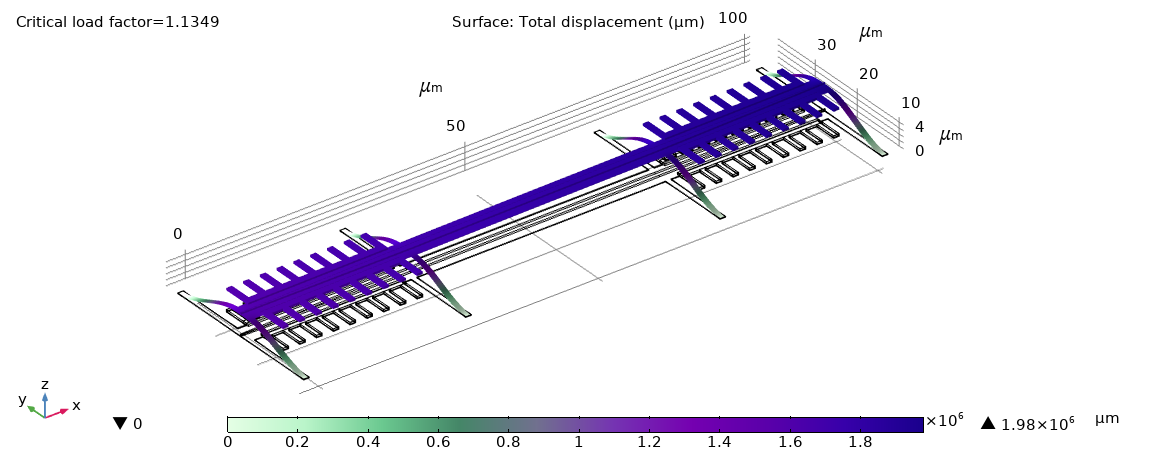 Critical load factor=1.1349
Surface: Total displacement (µm)
100
µm
30
20
µm
10
50
4
µm
0
0
z
y
x
▼ 0
×10⁶
▲ 1.98×10⁶
µm
0 0.2 0.4 0.6 0.8 1 1.2 1.4 1.6 1.8